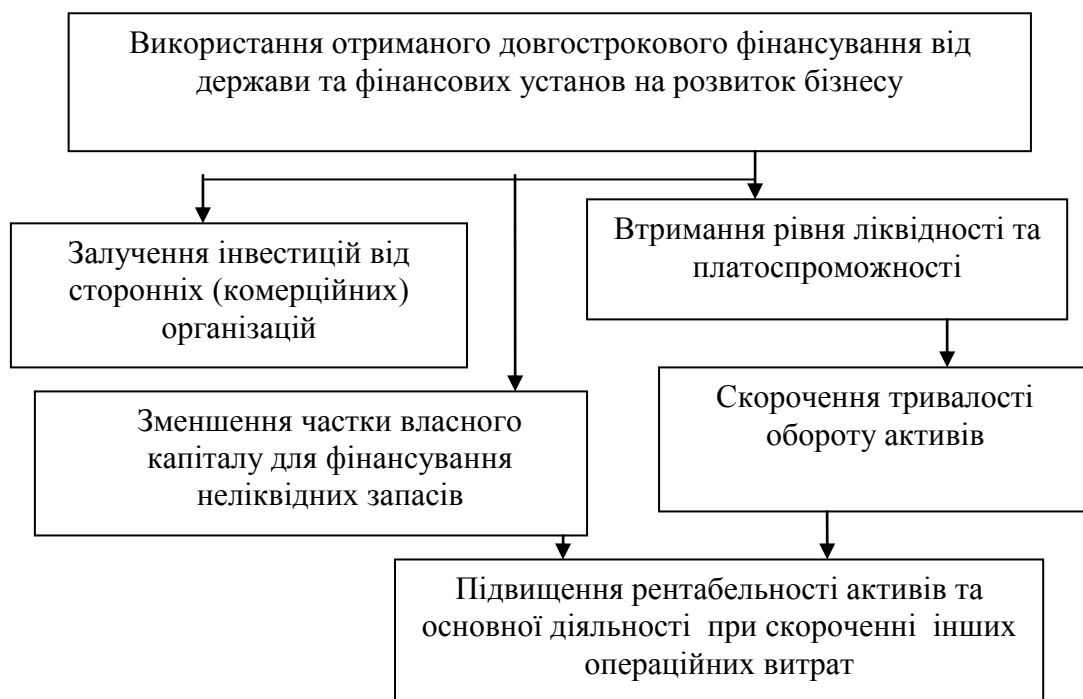 Використання отриманого довгострокового фінансування від
держави та фінансових установ на розвиток бізнесу
Залучення інвестицій від
сторонніх (комерційних)
організацій
Втримання рівня ліквідності та
платоспроможності
Зменшення частки власного
капіталу для фінансування
неліквідних запасів
Скорочення тривалості
обороту активів
Підвищення рентабельності активів та
основної діяльності при скороченні інших
операційних витрат